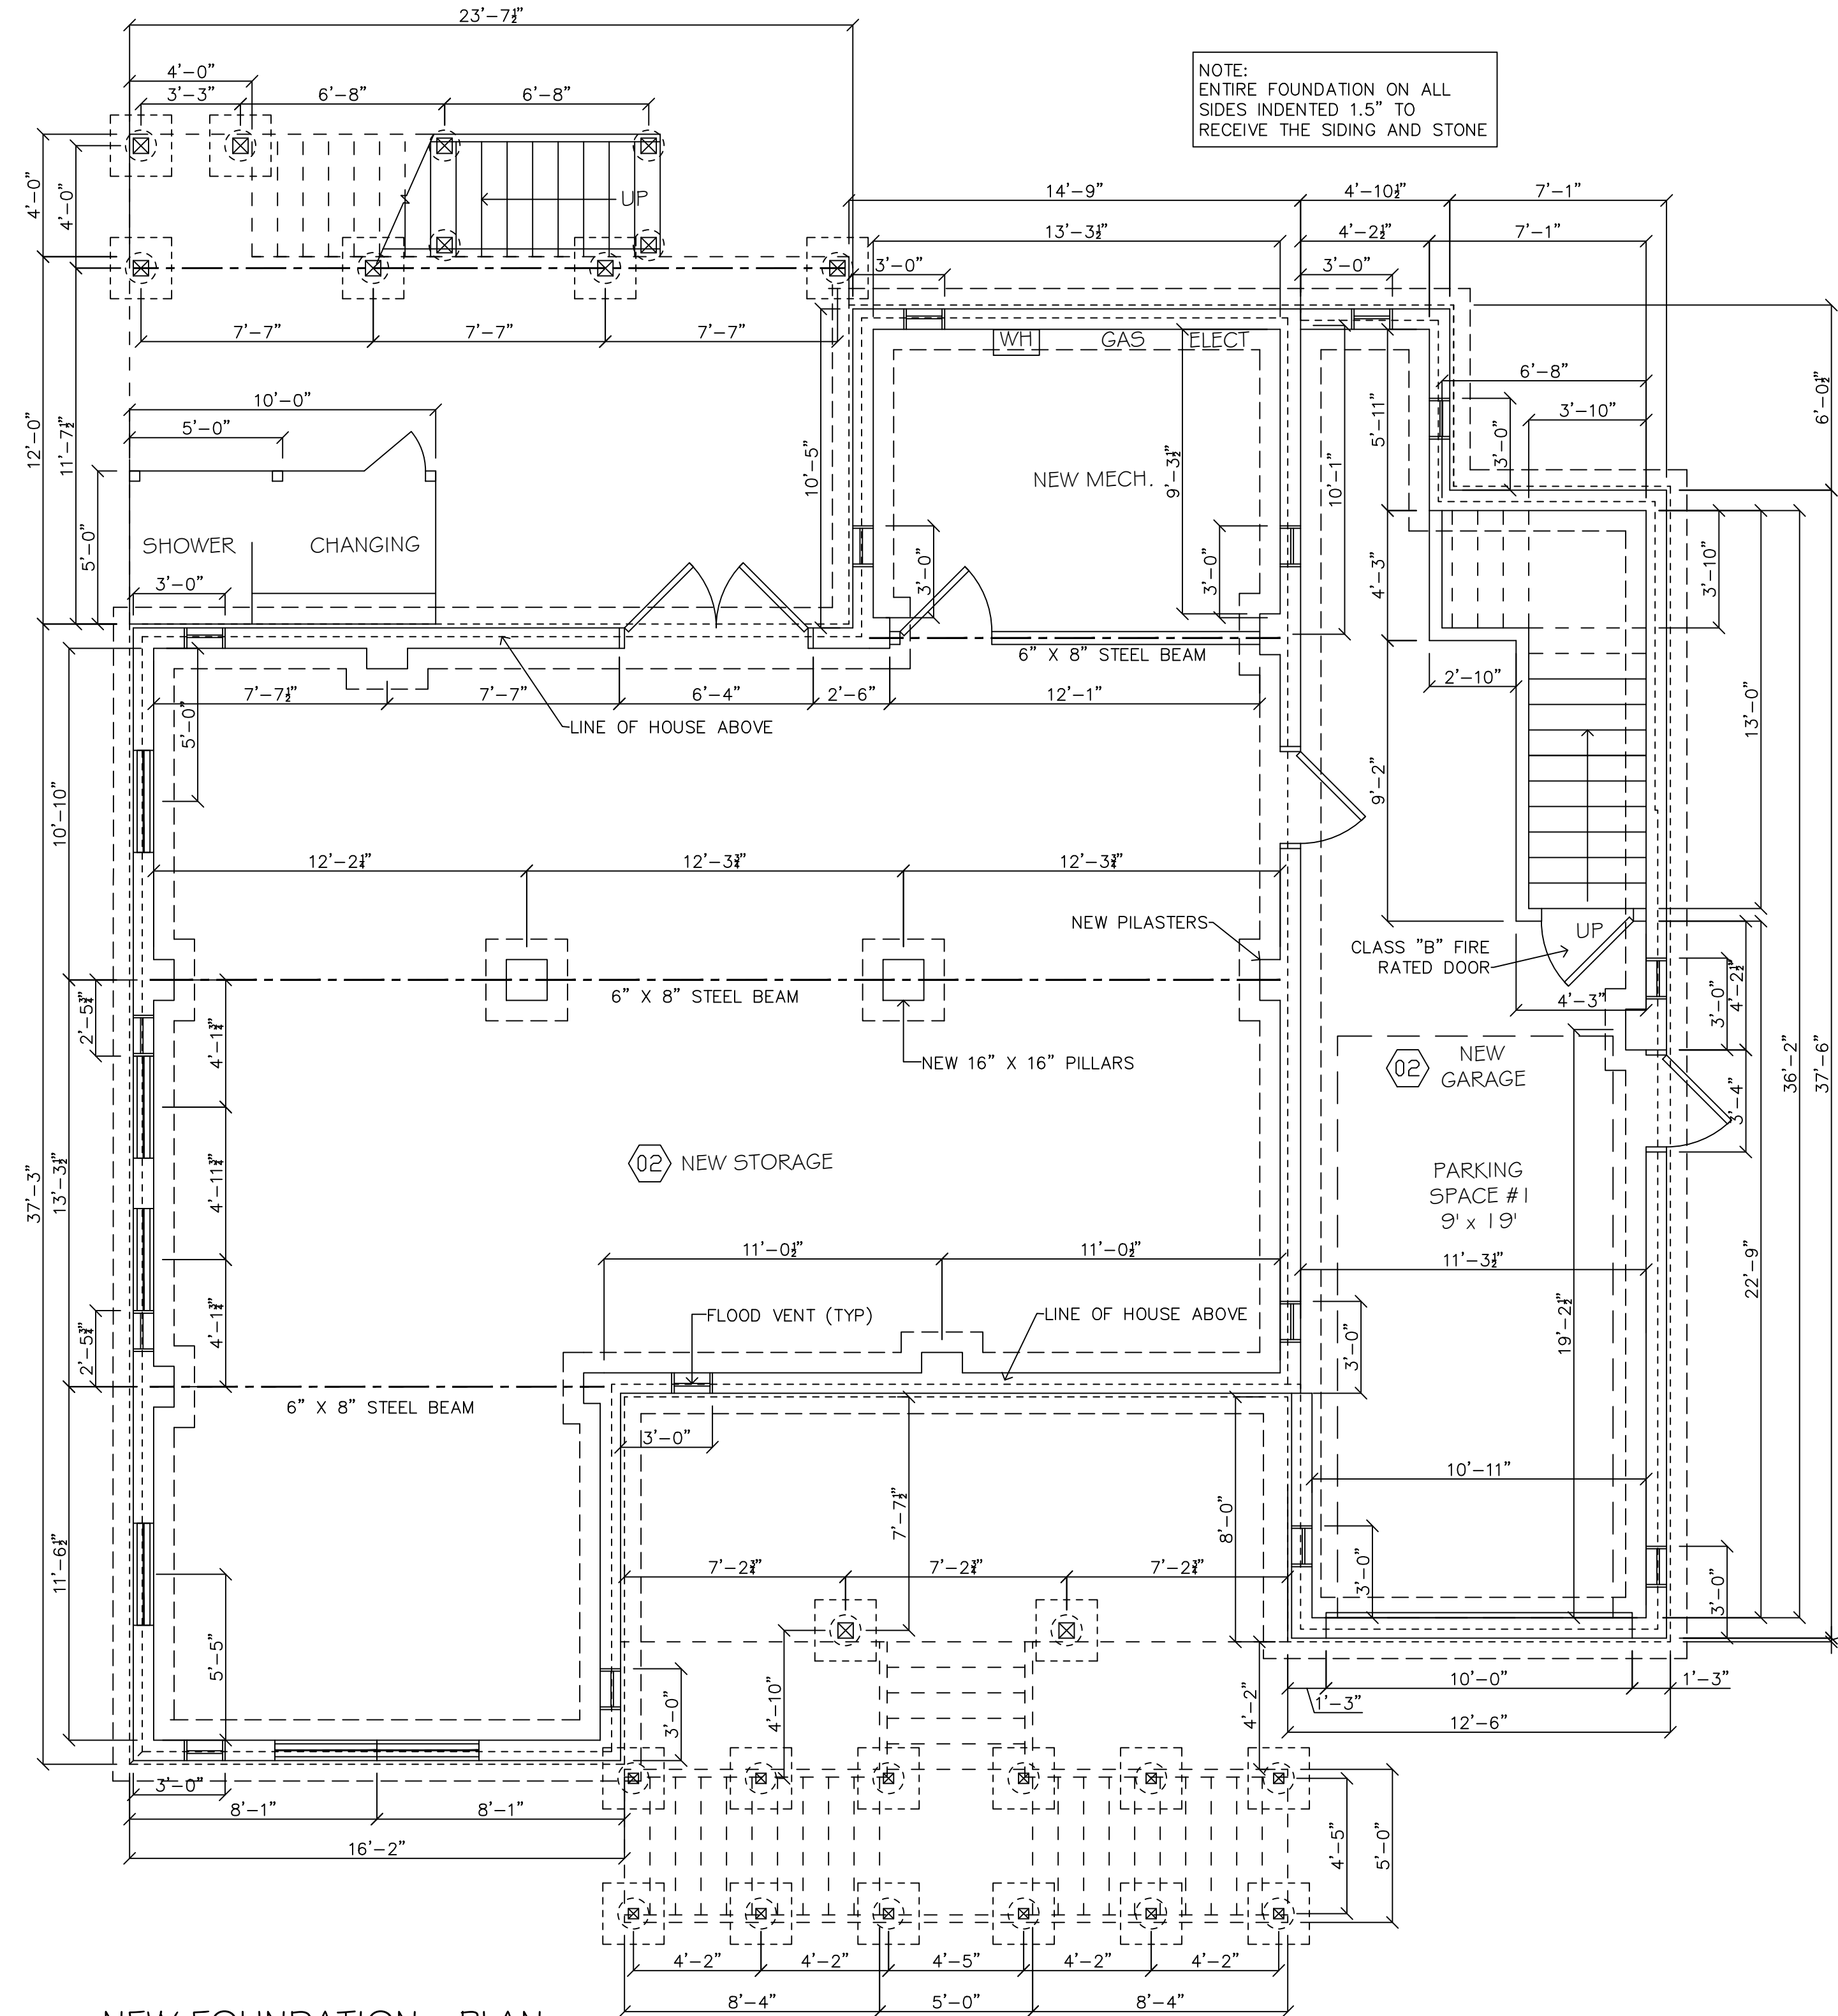 23'-7½"
4'-0"
3'-3" 6'-8" 6'-8"
NOTE:
ENTIRE FOUNDATION ON ALL
SIDES INDENTED 1.5" TO
RECEIVE THE SIDING AND STONE
4'-0"
4'-0"
UP
14'-9" 4'-10½" 7'-1"
13'-3½" 4'-2½" 7'-1"
3'-0" 3'-0"
7'-7" 7'-7" 7'-7"
WH GAS ELECT
12'-0"
11'-7½"
10'-0"
5'-0"
5'-0"
10'-5"
9'-3½"
10'-1"
5'-11"
6'-8"
3'-10"
3'-0"
6'-0½"
NEW MECH.
SHOWER CHANGING
3'-0"
3'-0"
3'-0"
4'-3"
3'-10"
6" X 8" STEEL BEAM
7'-7½" 7'-7" 6'-4" 2'-6" 12'-1"
2'-10"
5'-0"
LINE OF HOUSE ABOVE
13'-0"
9'-2"
10'-10"
12'-2¼" 12'-3¾" 12'-3¾"
NEW PILASTERS
UP
CLASS "B" FIRE
RATED DOOR
6" X 8" STEEL BEAM
4'-3"
3'-0"
4'-2½"
2'-5¾"
4'-1¾"
NEW 16" X 16" PILLARS
02 NEW
GARAGE
3'-4"
36'-2"
37'-6"
02 NEW STORAGE
PARKING
SPACE #1
9' x 19'
37'-3"
13'-3½"
4'-11¾"
11'-0½" 11'-0½"
11'-3½"
22'-9"
19'-2½"
FLOOD VENT (TYP)
LINE OF HOUSE ABOVE
2'-5¾"
4'-1¾"
3'-0"
6" X 8" STEEL BEAM
3'-0"
10'-11"
7'-7½"
8'-0"
11'-6½"
7'-2¾" 7'-2¾" 7'-2¾"
3'-0"
3'-0"
5'-5"
3'-0"
4'-10"
4'-2"
10'-0" 1'-3"
1'-3"
12'-6"
3'-0"
8'-1" 8'-1"
16'-2"
4'-5"
5'-0"
4'-2" 4'-2" 4'-5" 4'-2" 4'-2"
8'-4" 5'-0" 8'-4"
NEW FOUNDATION PLAN